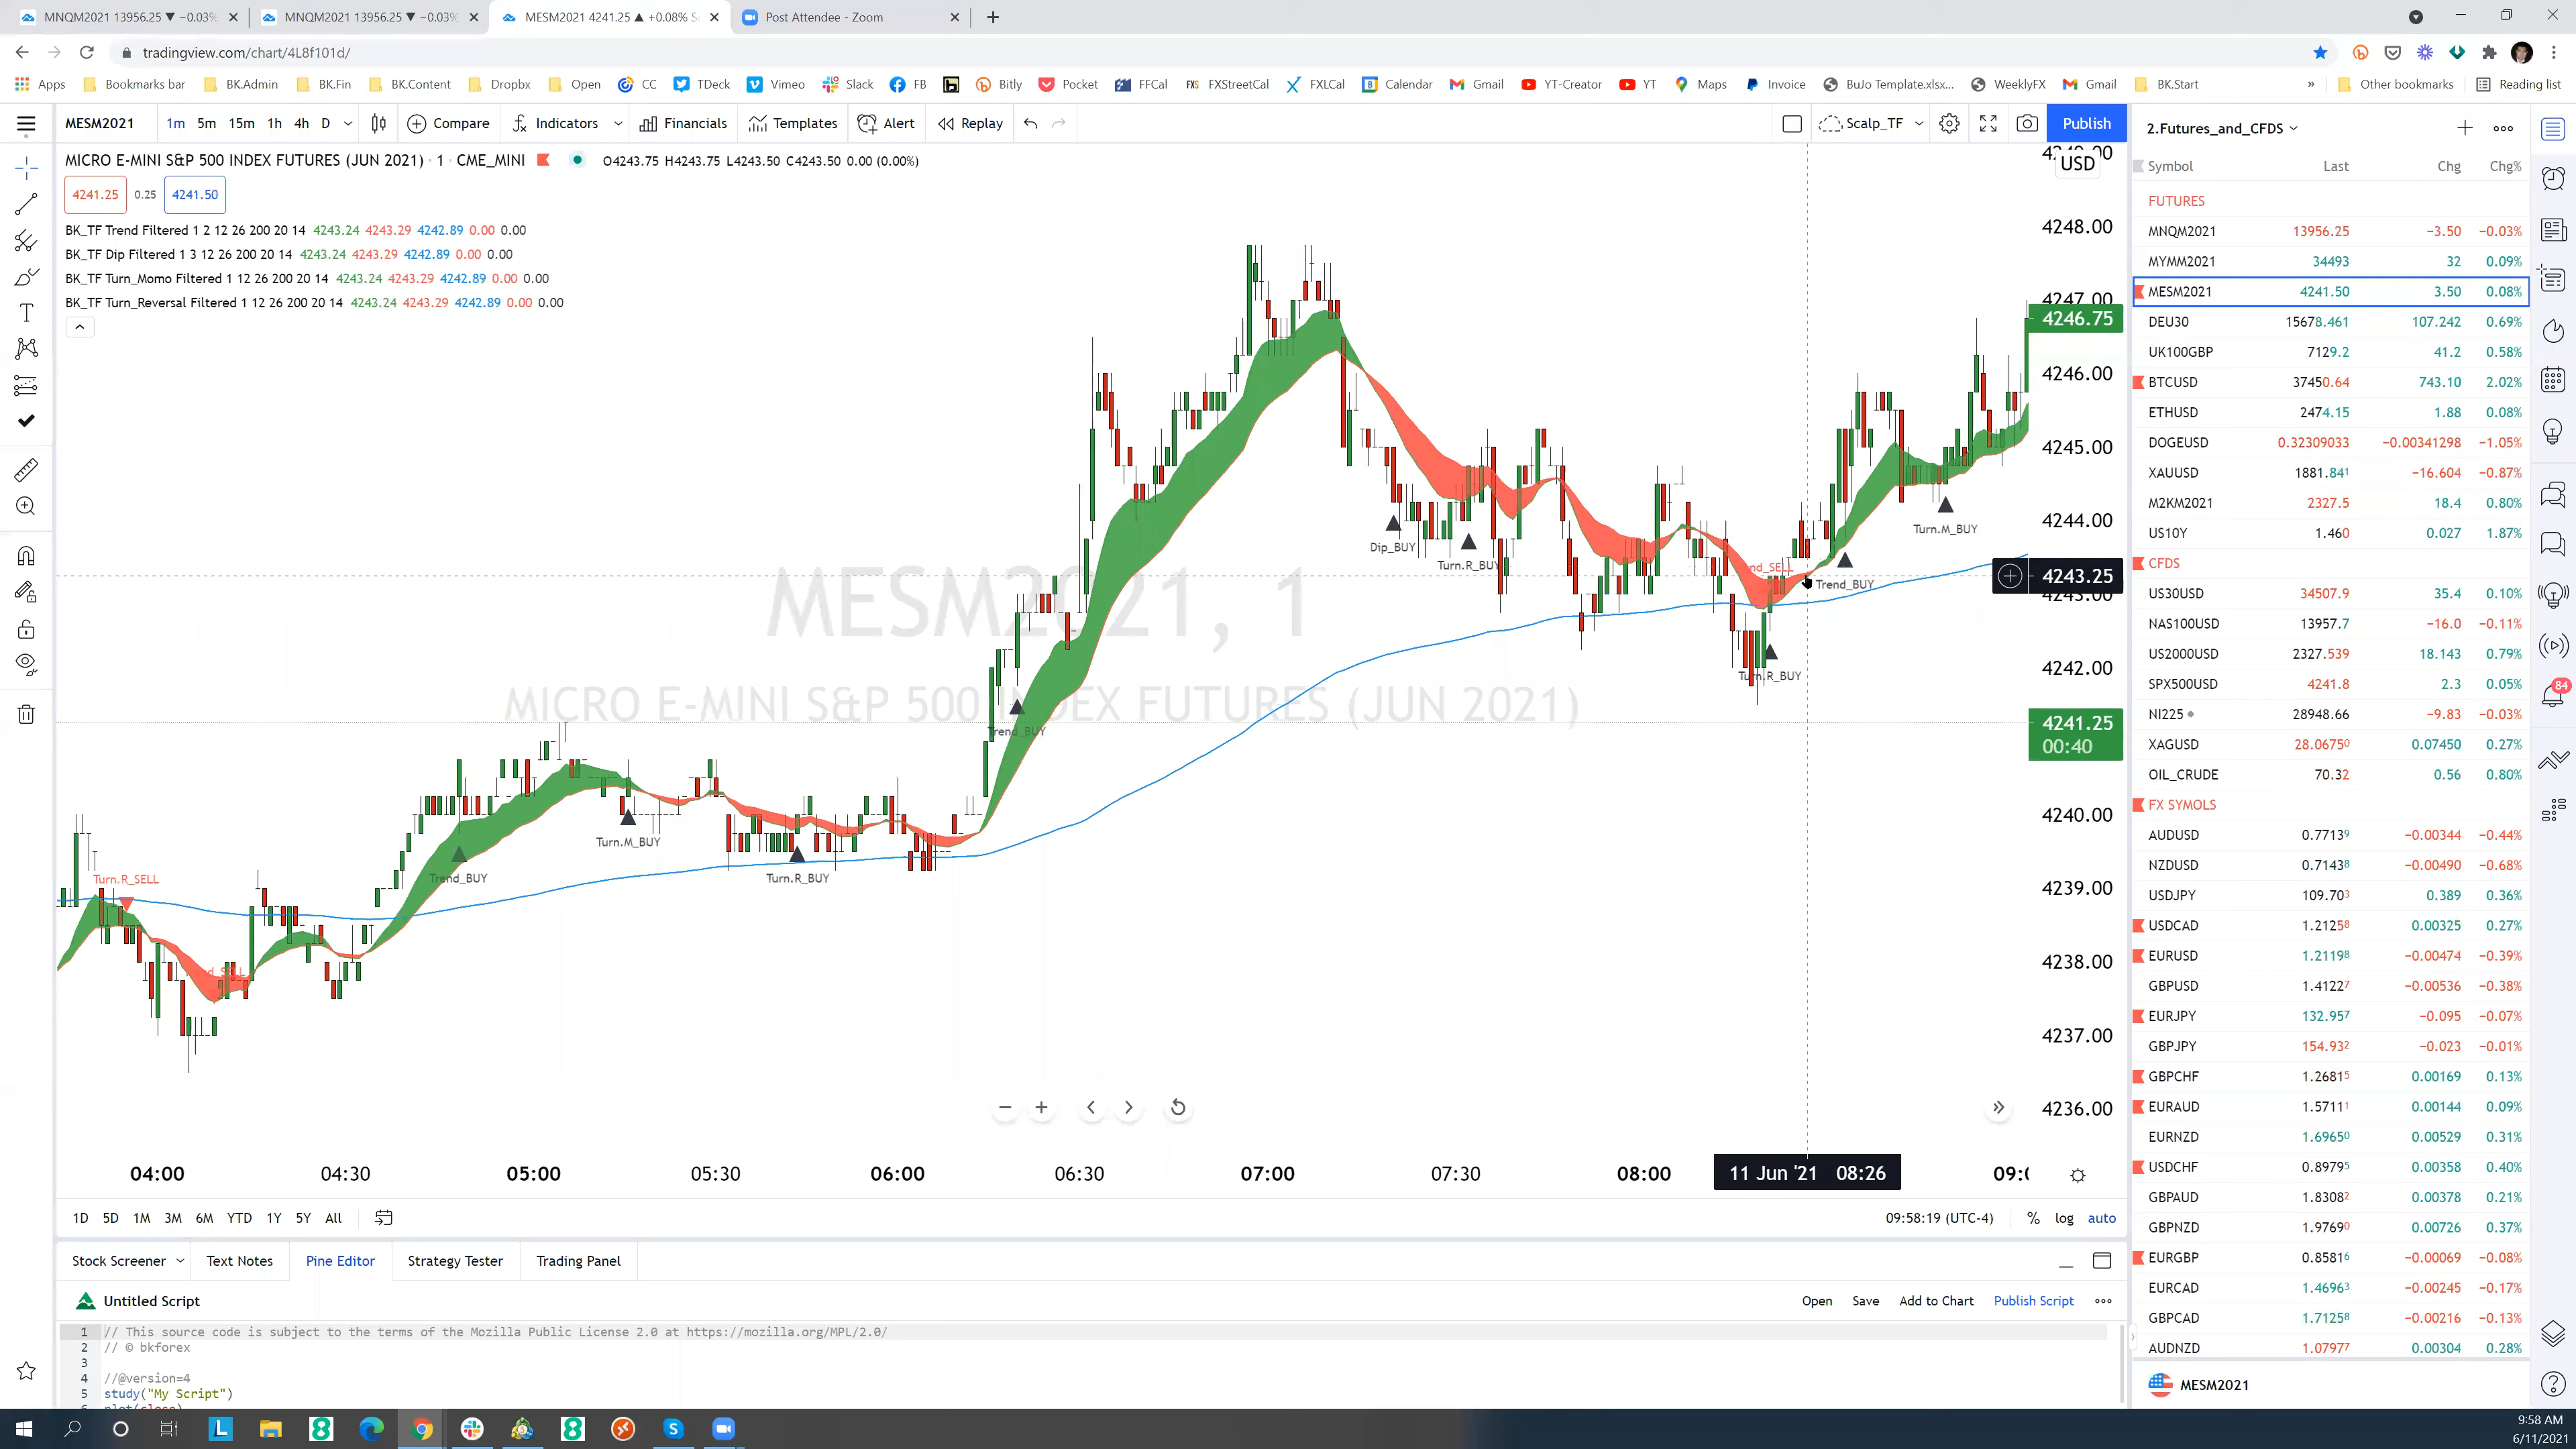 MNQM2021 13956.25 ▼ −0.03%
MNQM2021 13956.25 ▼ −0.03%
MESM2021 4241.25 ▲ +0.08% S
Post Attendee - Zoom
tradingview.com/chart/4L8f101d/
Apps Bookmarks bar BK.Admin BK.Fin BK.Content Dropbx Open CC TDeck Vimeo Slack FB Bitly Pocket FFCal FXStreetCal FXLCal Calendar Gmail YT-Creator YT Maps Invoice BuJo Template.xlsx... WeeklyFX Gmail BK.Start » Other bookmarks Reading list
MESM2021 1m 5m 15m 1h 4h D Compare Indicators Financials Templates Alert Replay Scalp_TF Publish
MICRO E-MINI S&P 500 INDEX FUTURES (JUN 2021) · 1 · CME_MINI O4243.75 H4243.75 L4243.50 C4243.50 0.00 (0.00%)
4241.25 0.25 4241.50
BK_TF Trend Filtered 1 2 12 26 200 20 14 4243.24 4243.29 4242.89 0.00 0.00
BK_TF Dip Filtered 1 3 12 26 200 20 14 4243.24 4243.29 4242.89 0.00 0.00
BK_TF Turn_Momo Filtered 1 12 26 200 20 14 4243.24 4243.29 4242.89 0.00 0.00
BK_TF Turn_Reversal Filtered 1 12 26 200 20 14 4243.24 4243.29 4242.89 0.00 0.00
MESM2021, 1
MICRO E-MINI S&P 500 INDEX FUTURES (JUN 2021)
Turn.R_SELL
Trend_BUY
Turn.M_BUY
Turn.R_BUY
Trend_BUY
Dip_BUY
Turn.R_BUY
nd_SELL
Turn.R_BUY
Trend_BUY
Turn.M_BUY
USD
4248.00
4247.00
4246.75
4246.00
4245.00
4244.00
4243.25
4243.00
4242.00
4241.25
00:40
4240.00
4239.00
4238.00
4237.00
4236.00
04:00 04:30 05:00 05:30 06:00 06:30 07:00 07:30 08:00 11 Jun '21 08:26 09:0
1D 5D 1M 3M 6M YTD 1Y 5Y All 09:58:19 (UTC-4) % log auto
Stock Screener Text Notes Pine Editor Strategy Tester Trading Panel
Untitled Script Open Save Add to Chart Publish Script
1 // This source code is subject to the terms of the Mozilla Public License 2.0 at https://mozilla.org/MPL/2.0/
2 // © bkforex
3
4 //@version=4
5 study("My Script")
6 plot(close)
2.Futures_and_CFDS
Symbol Last Chg Chg%
FUTURES
MNQM2021 13956.25 −3.50 −0.03%
MYMM2021 34493 32 0.09%
MESM2021 4241.50 3.50 0.08%
DEU30 15678.461 107.242 0.69%
UK100GBP 7129.2 41.2 0.58%
BTCUSD 37450.64 743.10 2.02%
ETHUSD 2474.15 1.88 0.08%
DOGEUSD 0.32309033 −0.00341298 −1.05%
XAUUSD 1881.841 −16.604 −0.87%
M2KM2021 2327.5 18.4 0.80%
US10Y 1.460 0.027 1.87%
CFDS
US30USD 34507.9 35.4 0.10%
NAS100USD 13957.7 −16.0 −0.11%
US2000USD 2327.539 18.143 0.79%
SPX500USD 4241.8 2.3 0.05%
NI225 28948.66 −9.83 −0.03%
XAGUSD 28.06750 0.07450 0.27%
OIL_CRUDE 70.32 0.56 0.80%
FX SYMOLS
AUDUSD 0.77139 −0.00344 −0.44%
NZDUSD 0.71438 −0.00490 −0.68%
USDJPY 109.703 0.389 0.36%
USDCAD 1.21258 0.00325 0.27%
EURUSD 1.21198 −0.00474 −0.39%
GBPUSD 1.41227 −0.00536 −0.38%
EURJPY 132.957 −0.095 −0.07%
GBPJPY 154.932 −0.023 −0.01%
GBPCHF 1.26815 0.00169 0.13%
EURAUD 1.57111 0.00144 0.09%
EURNZD 1.69650 0.00529 0.31%
USDCHF 0.89795 0.00358 0.40%
GBPAUD 1.83082 0.00378 0.21%
GBPNZD 1.97690 0.00726 0.37%
EURGBP 0.85816 −0.00069 −0.08%
EURCAD 1.46963 −0.00245 −0.17%
GBPCAD 1.71258 −0.00216 −0.13%
AUDNZD 1.07977 0.00304 0.28%
MESM2021
84
9:58 AM
6/11/2021